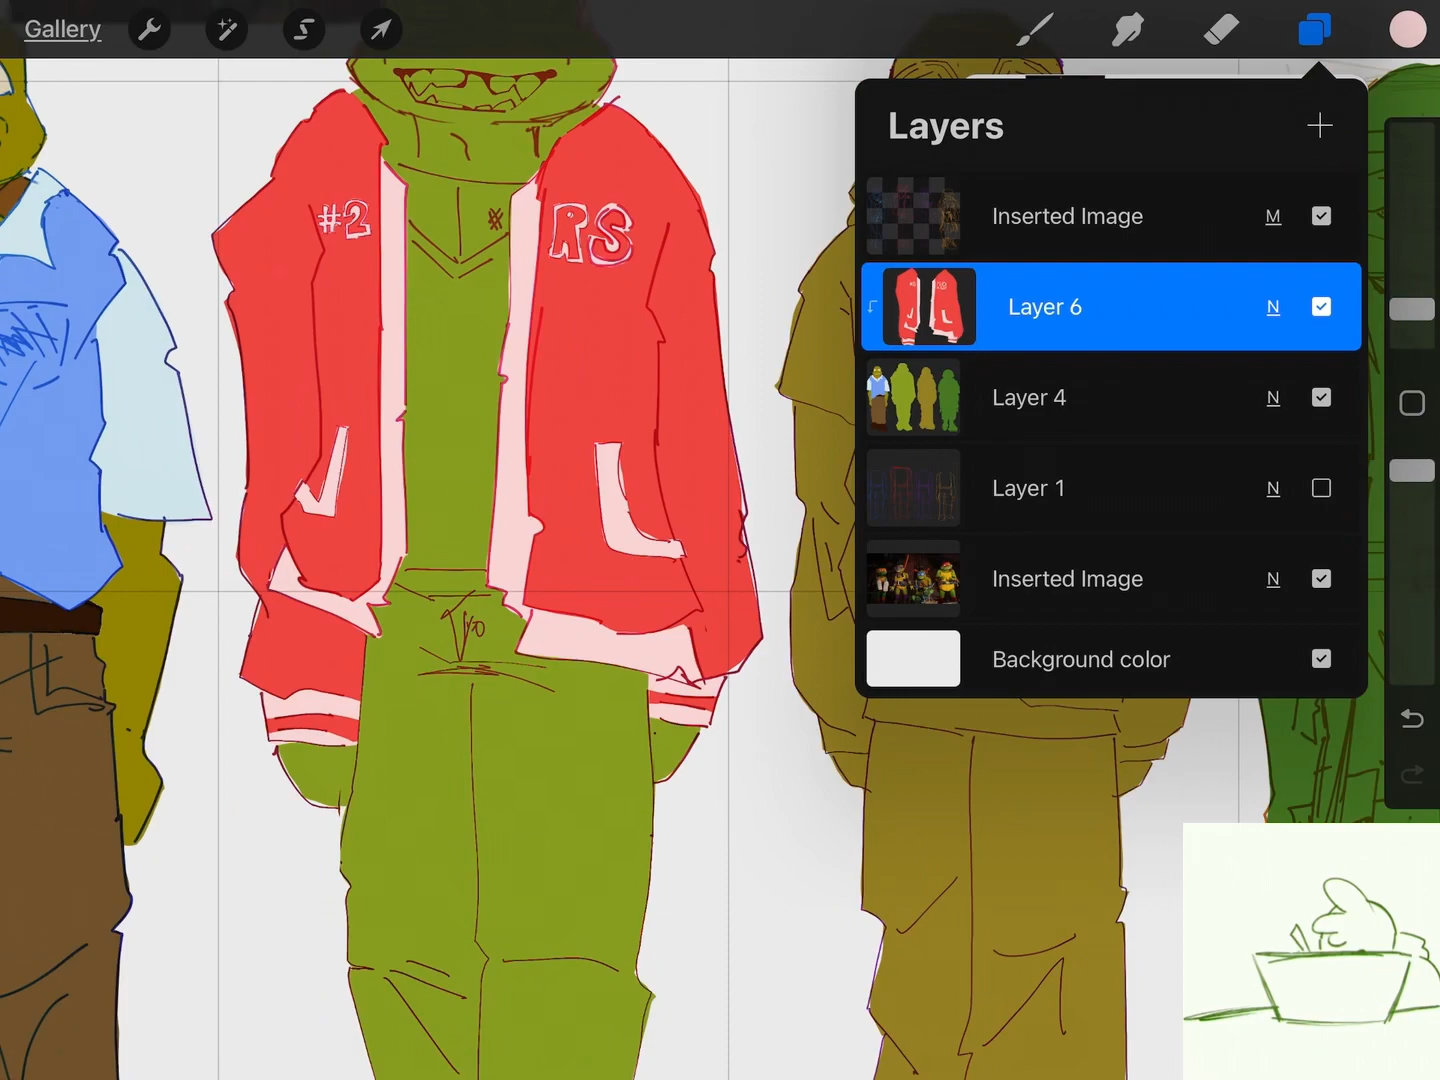 Gallery
Layers
Inserted Image M
Layer 6 N
Layer 4 N
Layer 1 N
Inserted Image N
Background color
#2
RS